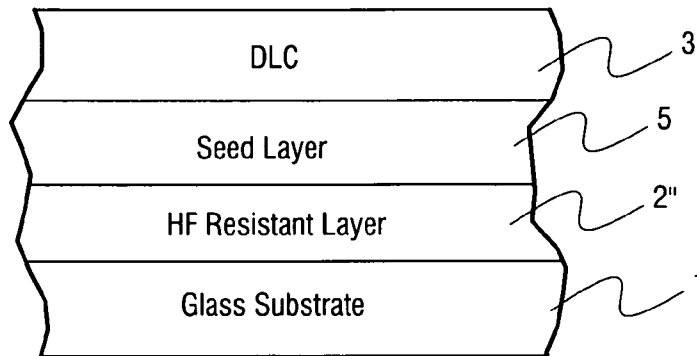 DLC
3
Seed Layer
5
HF Resistant Layer
2"
Glass Substrate